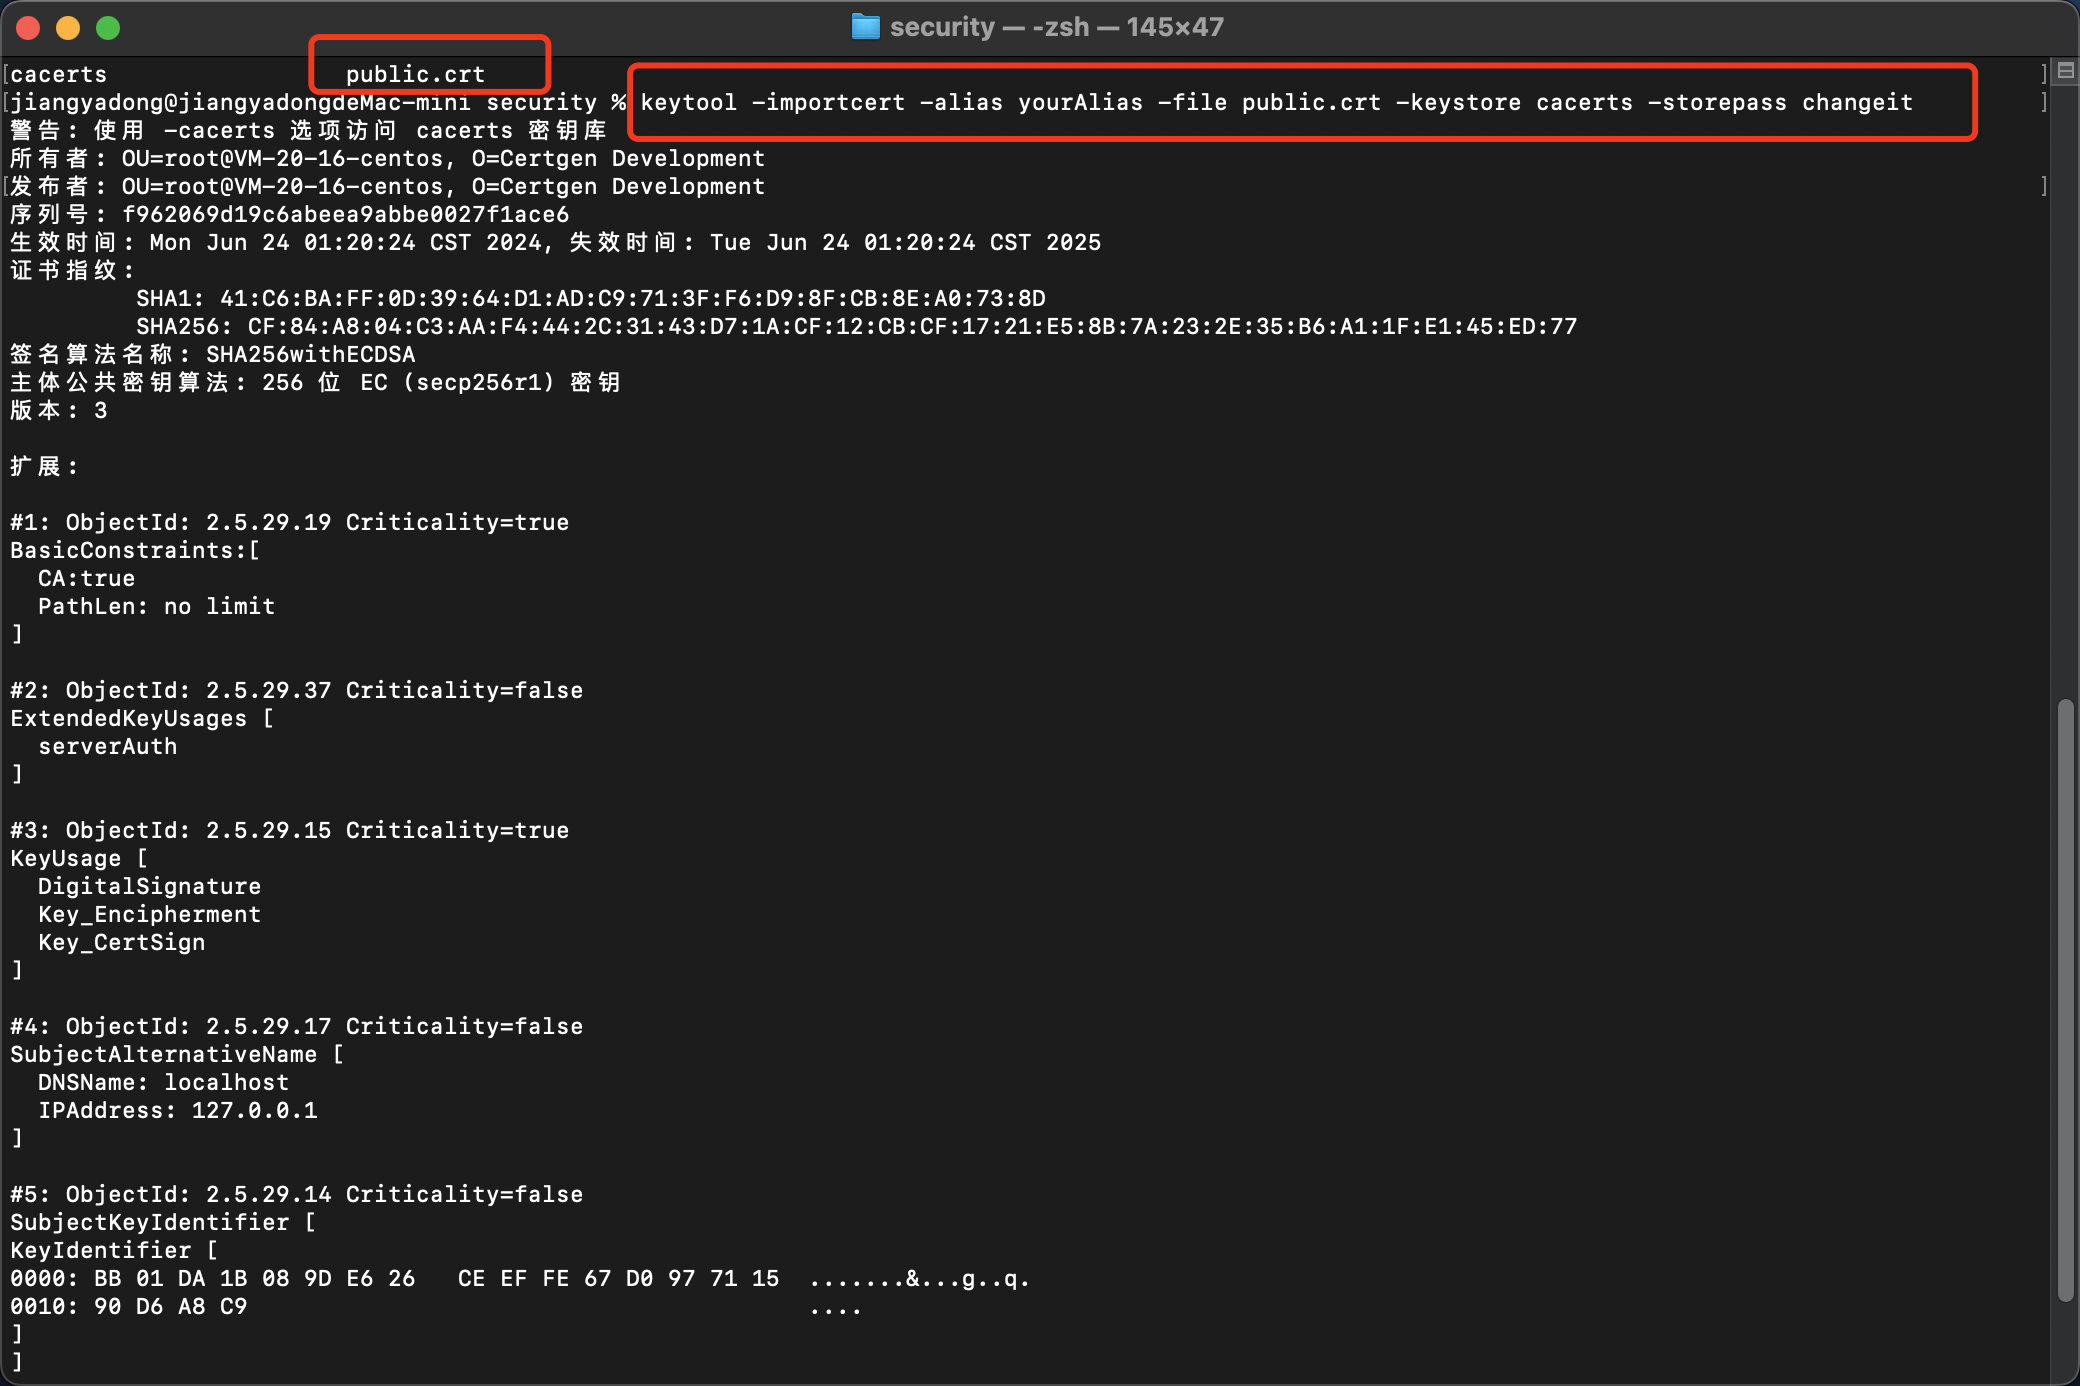 security — -zsh — 145×47
[cacerts                 public.crt ]
[jiangyadong@jiangyadongdeMac-mini security % keytool -importcert -alias yourAlias -file public.crt -keystore cacerts -storepass changeit ]
警告: 使用 -cacerts 选项访问 cacerts 密钥库
所有者: OU=root@VM-20-16-centos, O=Certgen Development
[发布者: OU=root@VM-20-16-centos, O=Certgen Development ]
序列号: f962069d19c6abeea9abbe0027f1ace6
生效时间: Mon Jun 24 01:20:24 CST 2024, 失效时间: Tue Jun 24 01:20:24 CST 2025
证书指纹:
         SHA1: 41:C6:BA:FF:0D:39:64:D1:AD:C9:71:3F:F6:D9:8F:CB:8E:A0:73:8D
         SHA256: CF:84:A8:04:C3:AA:F4:44:2C:31:43:D7:1A:CF:12:CB:CF:17:21:E5:8B:7A:23:2E:35:B6:A1:1F:E1:45:ED:77
签名算法名称: SHA256withECDSA
主体公共密钥算法: 256 位 EC (secp256r1) 密钥
版本: 3
扩展:
#1: ObjectId: 2.5.29.19 Criticality=true
BasicConstraints:[
  CA:true
  PathLen: no limit
]
#2: ObjectId: 2.5.29.37 Criticality=false
ExtendedKeyUsages [
  serverAuth
]
#3: ObjectId: 2.5.29.15 Criticality=true
KeyUsage [
  DigitalSignature
  Key_Encipherment
  Key_CertSign
]
#4: ObjectId: 2.5.29.17 Criticality=false
SubjectAlternativeName [
  DNSName: localhost
  IPAddress: 127.0.0.1
]
#5: ObjectId: 2.5.29.14 Criticality=false
SubjectKeyIdentifier [
KeyIdentifier [
0000: BB 01 DA 1B 08 9D E6 26   CE EF FE 67 D0 97 71 15  .......&...g..q.
0010: 90 D6 A8 C9                                        ....
]
]